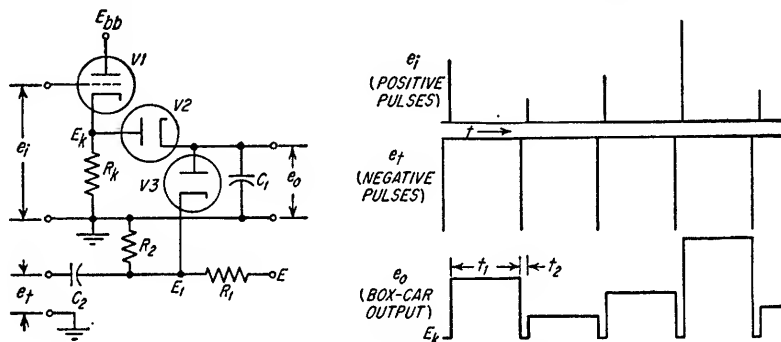 Ebb
V1
V2
Ek
ei
Rk
V3
C1
eo
R2
C2
et
E1
R1
E
ei
(POSITIVE
PULSES)
t
et
(NEGATIVE
PULSES)
t1
t2
eo
(BOX-CAR
OUTPUT)
Ek